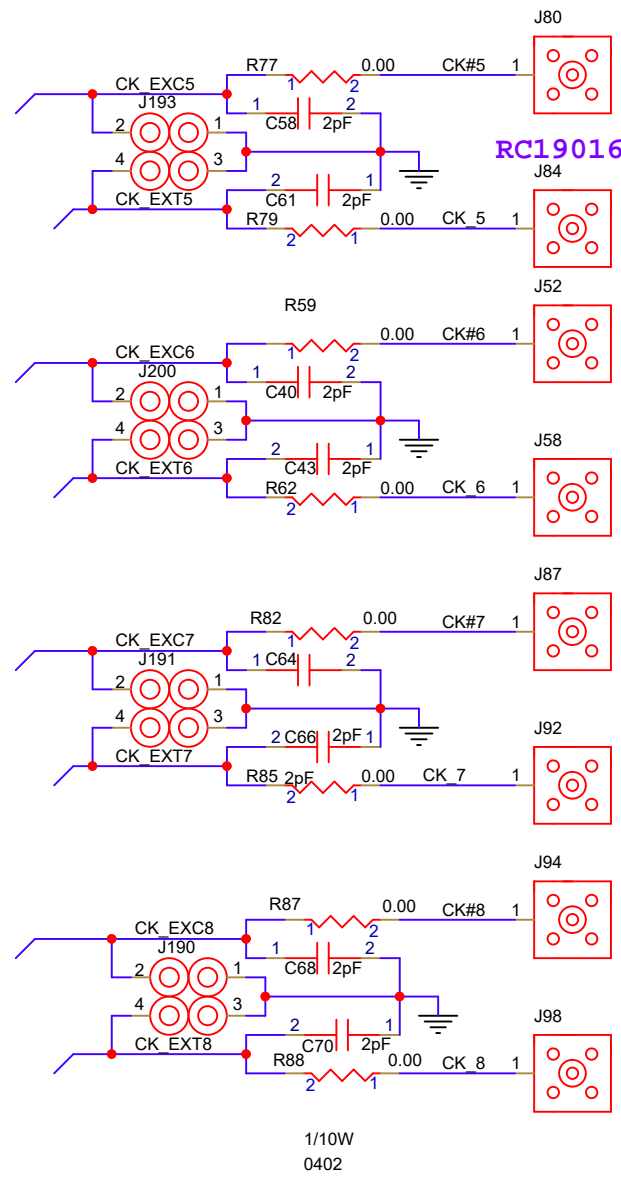 J80
R77 0.00 CK#5 1
1 2
CK_EXC5
J193
1 2
C58 2pF
2 1
4 3
RC19016
J84
2 1
C61 2pF
CK_EXT5
R79 0.00 CK_5 1
2 1
J52
R59
0.00 CK#6 1
1 2
CK_EXC6
J200
1 2
C40 2pF
2 1
4 3
J58
2 1
C43 2pF
CK_EXT6
R62 0.00 CK_6 1
2 1
J87
R82 0.00 CK#7 1
1 2
CK_EXC7
J191
1 C64 2
2 1
4 3
J92
2 C66 2pF 1
CK_EXT7
R85 2pF 0.00 CK_7 1
2 1
J94
R87 0.00 CK#8 1
1 2
CK_EXC8
J190
1 2
C68 2pF
2 1
4 3
J98
2 1
C70 2pF
CK_EXT8
R88 0.00 CK_8 1
2 1
1/10W
0402